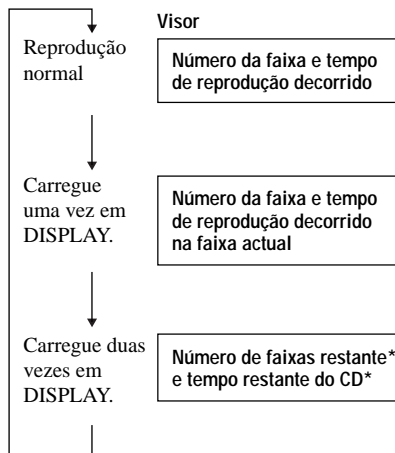 Visor
Reprodução
normal
Número da faixa e tempo
de reprodução decorrido
Carregue
uma vez em
DISPLAY.
Número da faixa e tempo
de reprodução decorrido
na faixa actual
Carregue duas
vezes em
DISPLAY.
Número de faixas restante*
e tempo restante do CD*